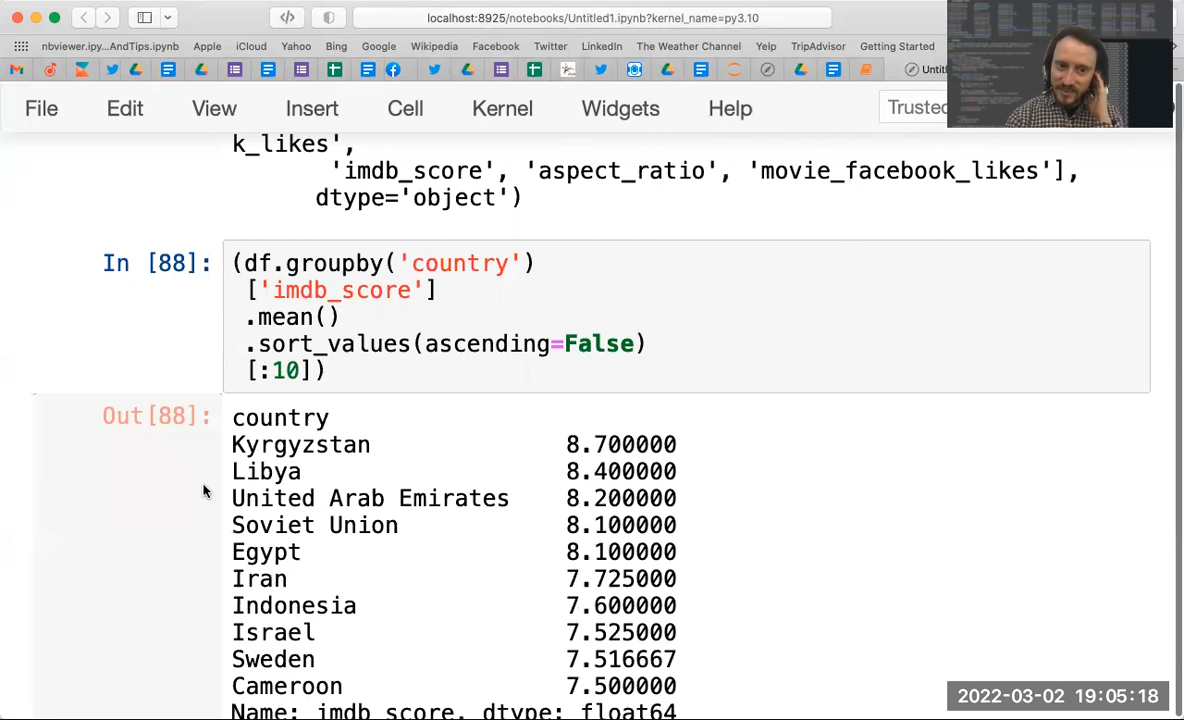 localhost:8925/notebooks/Untitled1.ipynb?kernel_name=py3.10
nbviewer.ipy...AndTips.ipynb Apple iCloud Yahoo Bing Google Wikipedia Facebook Twitter LinkedIn The Weather Channel Yelp TripAdvisor Getting Started
Untitl
File Edit View Insert Cell Kernel Widgets Help Trusted
k_likes',
'imdb_score', 'aspect_ratio', 'movie_facebook_likes'],
dtype='object')
In [88]: (df.groupby('country')
['imdb_score']
.mean()
.sort_values(ascending=False)
[:10])
Out[88]: country
Kyrgyzstan 8.700000
Libya 8.400000
United Arab Emirates 8.200000
Soviet Union 8.100000
Egypt 8.100000
Iran 7.725000
Indonesia 7.600000
Israel 7.525000
Sweden 7.516667
Cameroon 7.500000
Name: imdb_score, dtype: float64
2022-03-02 19:05:18